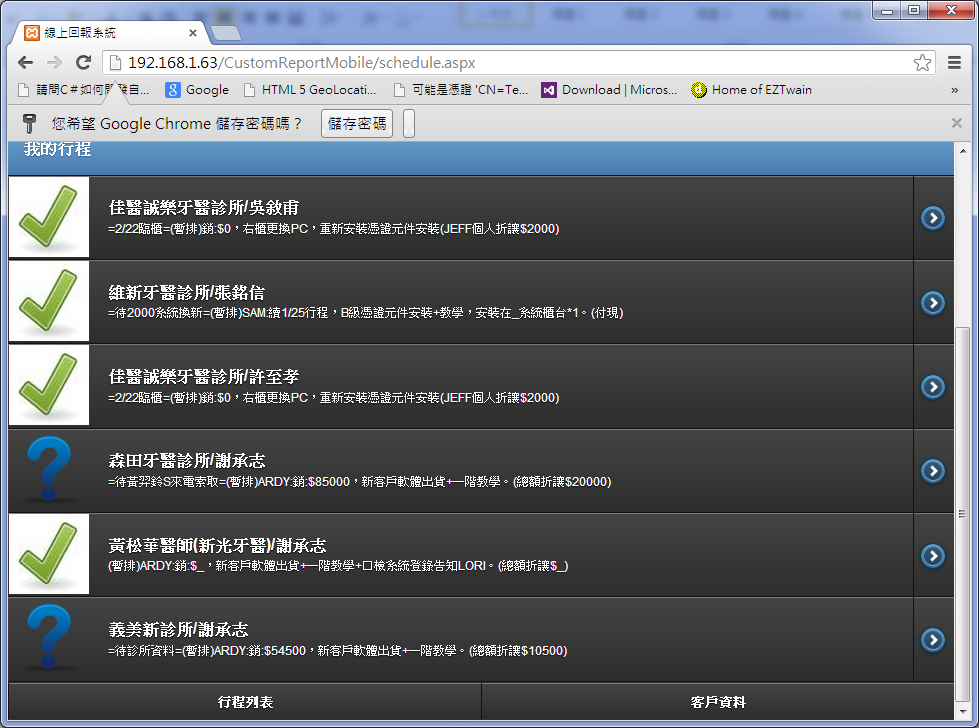 線上回報系統
192.168.1.63/CustomReportMobile/schedule.aspx
請問C#如何開發自...
Google
HTML 5 GeoLocati...
可能是憑證 'CN=Te...
Download | Micros...
Home of EZTwain
»
您希望 Google Chrome 儲存密碼嗎？
儲存密碼
我的行程
佳醫誠樂牙醫診所/吳敘甫
=2/22臨櫃=(暫排)銷:$0，右櫃更換PC，重新安裝憑證元件安裝(JEFF個人折讓$2000)
維新牙醫診所/張銘信
=待2000系統換新=(暫排)SAM:續1/25行程，B級憑證元件安裝+教學，安裝在_系統櫃台*1。(付現)
佳醫誠樂牙醫診所/許至孝
=2/22臨櫃=(暫排)銷:$0，右櫃更換PC，重新安裝憑證元件安裝(JEFF個人折讓$2000)
森田牙醫診所/謝承志
=待黃羿鈴S來電索取=(暫排)ARDY:銷:$85000，新客戶軟體出貨+一階教學。(總額折讓$20000)
黃松華醫師(新光牙醫)/謝承志
(暫排)ARDY:銷:$_，新客戶軟體出貨+一階教學+口檢系統登錄告知LORI。(總額折讓$_)
義美新診所/謝承志
=待診所資料=(暫排)ARDY:銷:$54500，新客戶軟體出貨+一階教學。(總額折讓$10500)
行程列表
客戶資料